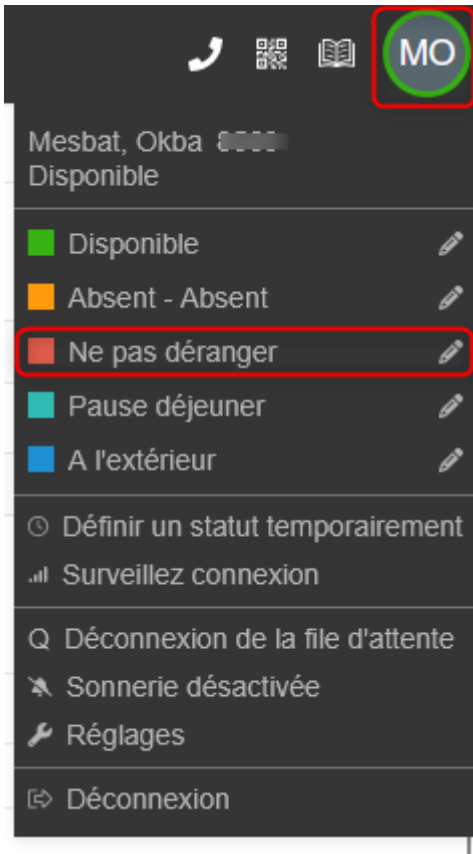 MO
Mesbat, Okba
Disponible
Disponible
Absent - Absent
Ne pas déranger
Pause déjeuner
A l'extérieur
Définir un statut temporairement
Surveillez connexion
Q Déconnexion de la file d'attente
Sonnerie désactivée
Réglages
Déconnexion